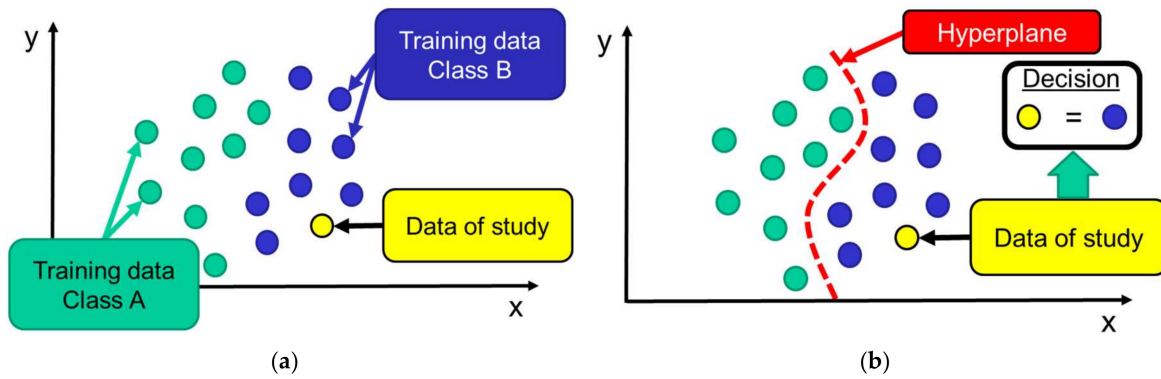 y
Training data
Class B
Data of study
Training data
Class A
x
(a)
y
Hyperplane
Decision
=
Data of study
x
(b)